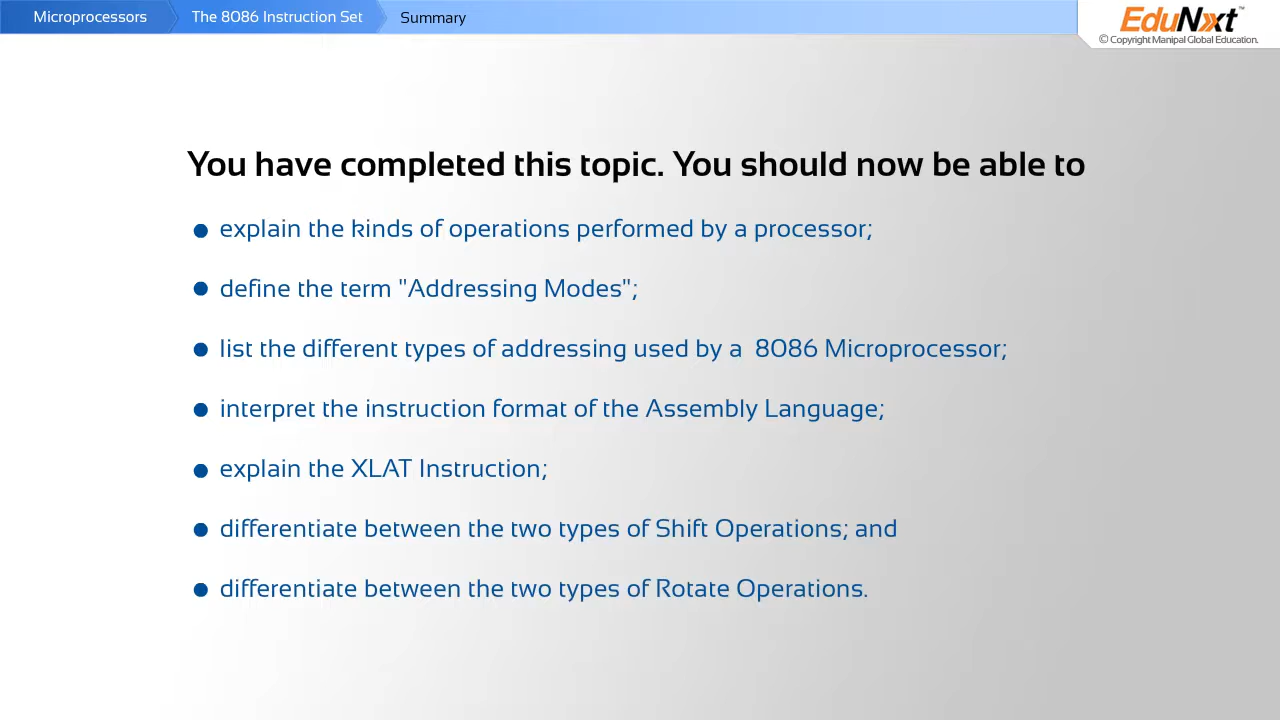 Microprocessors
The 8086 Instruction Set
Summary
EduNxt™
© Copyright Manipal Global Education.
You have completed this topic. You should now be able to
● explain the kinds of operations performed by a processor;
● define the term "Addressing Modes";
● list the different types of addressing used by a  8086 Microprocessor;
● interpret the instruction format of the Assembly Language;
● explain the XLAT Instruction;
● differentiate between the two types of Shift Operations; and
● differentiate between the two types of Rotate Operations.